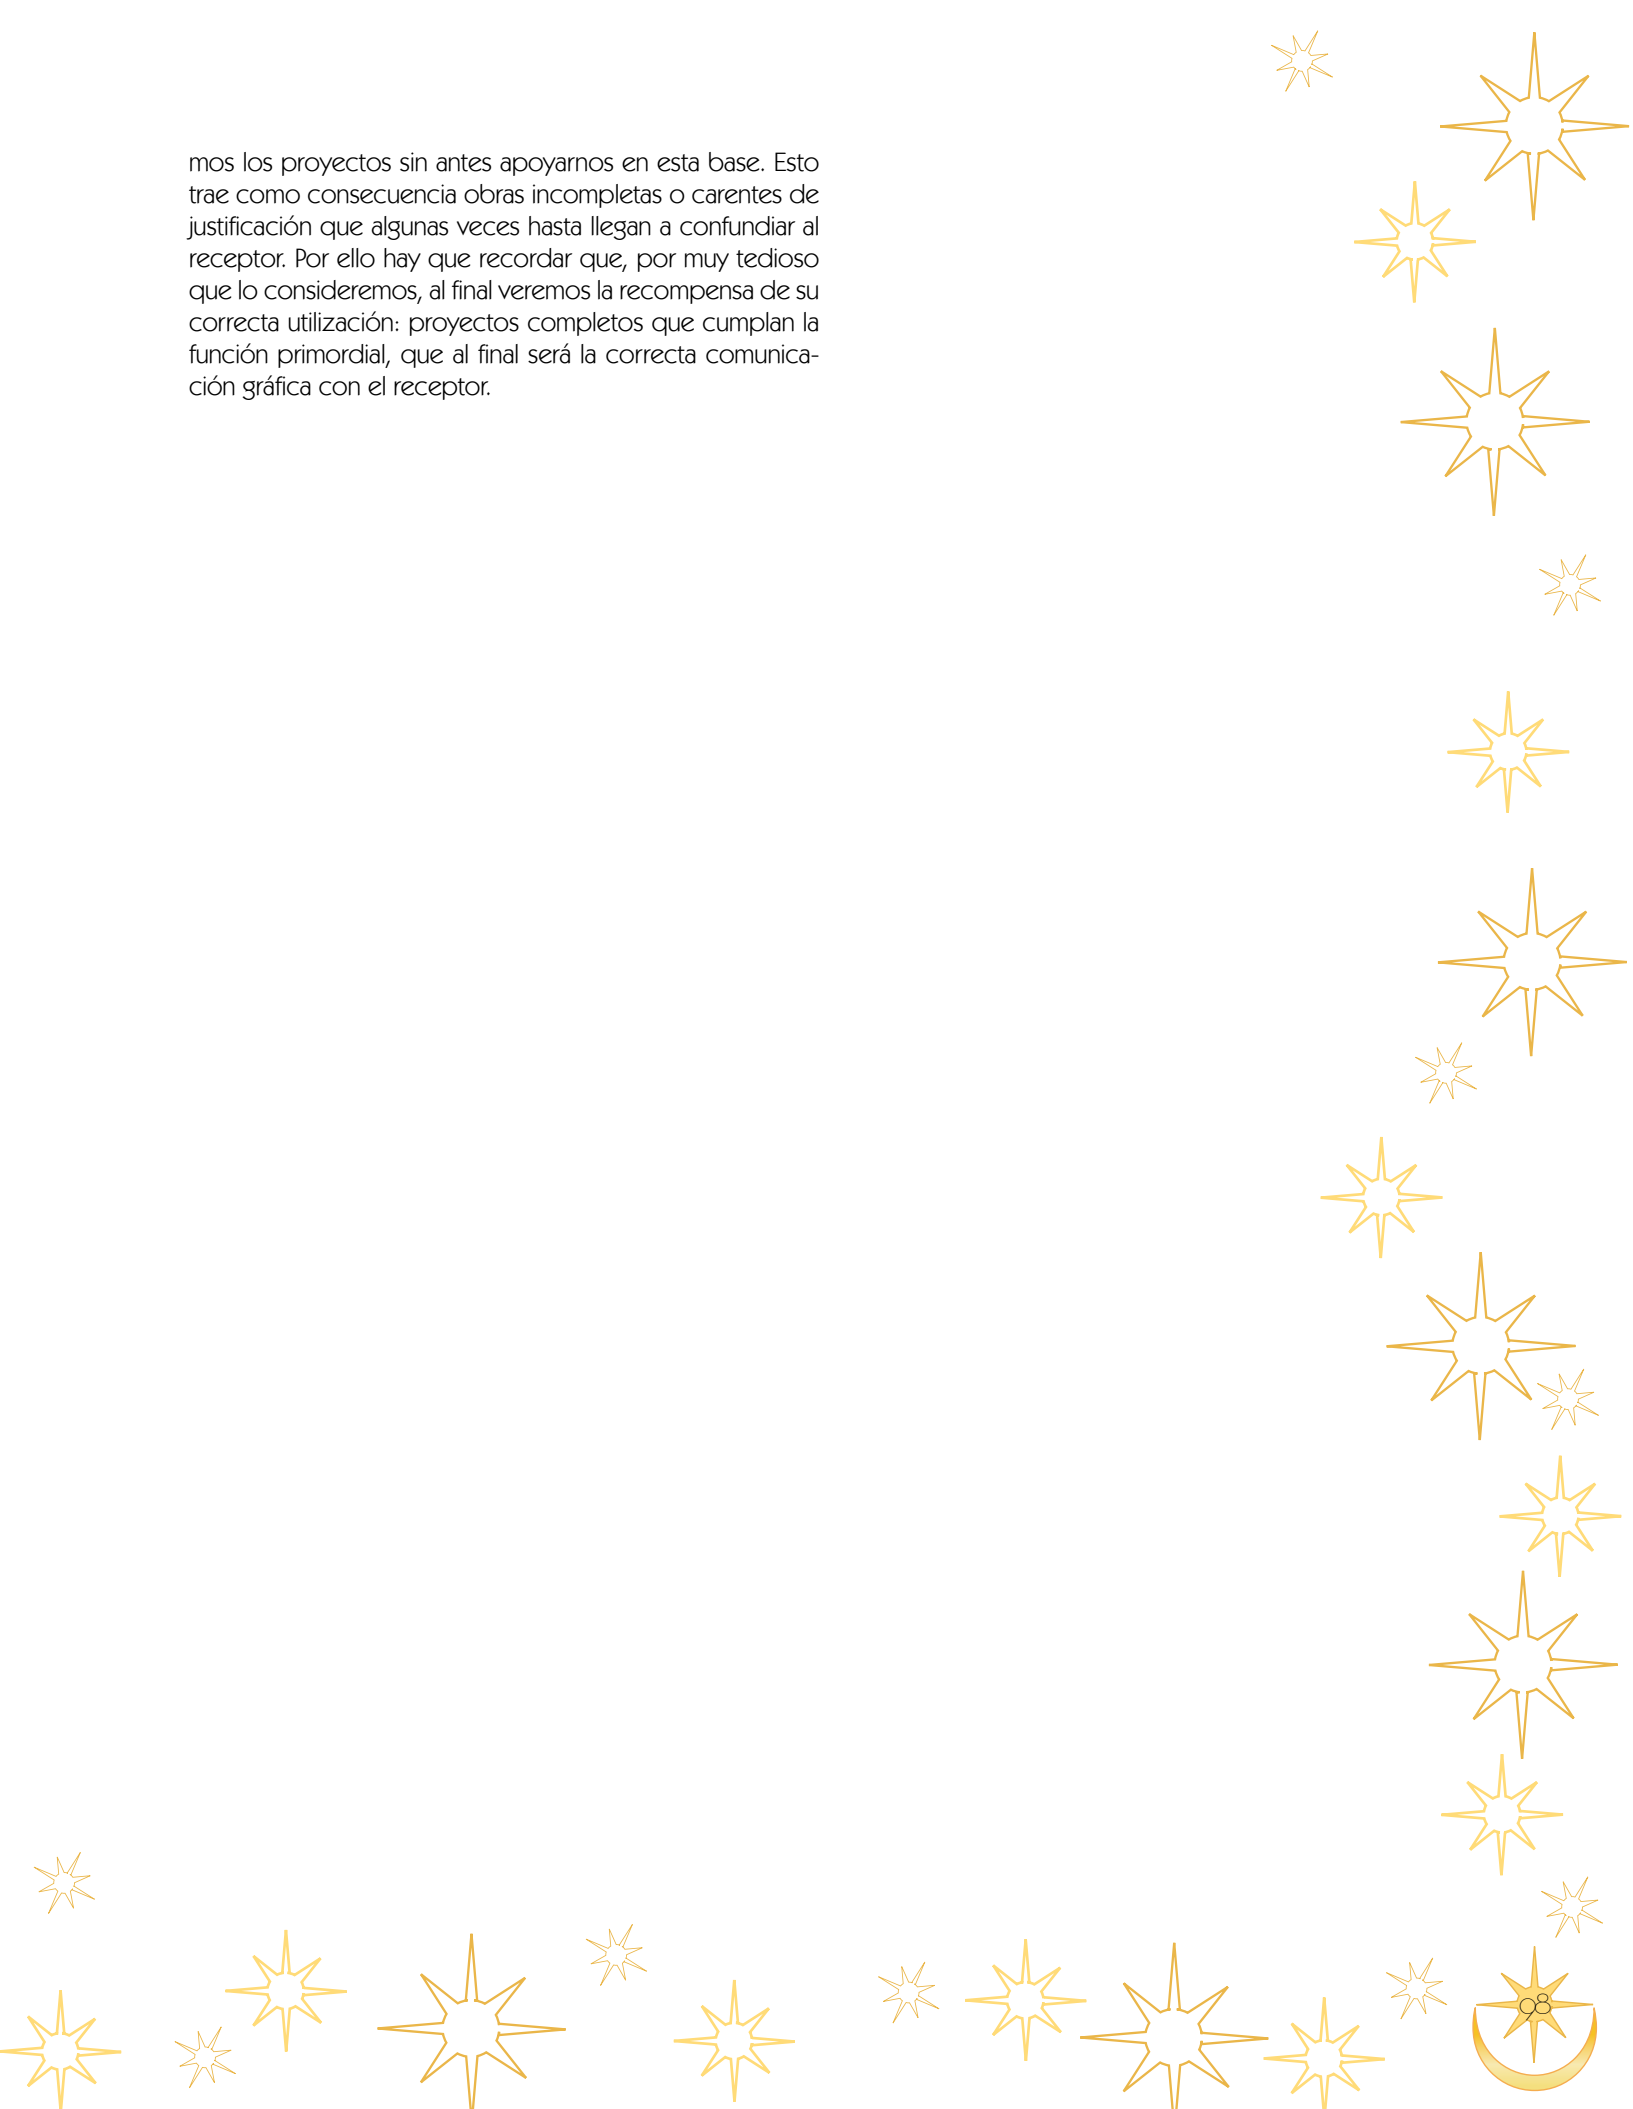 mos los proyectos sin antes apoyarnos en esta base. Esto
trae como consecuencia obras incompletas o carentes de
justificación que algunas veces hasta llegan a confundiar al
receptor. Por ello hay que recordar que, por muy tedioso
que lo consideremos, al final veremos la recompensa de su
correcta utilización: proyectos completos que cumplan la
función primordial, que al final será la correcta comunica-
ción gráfica con el receptor.
98